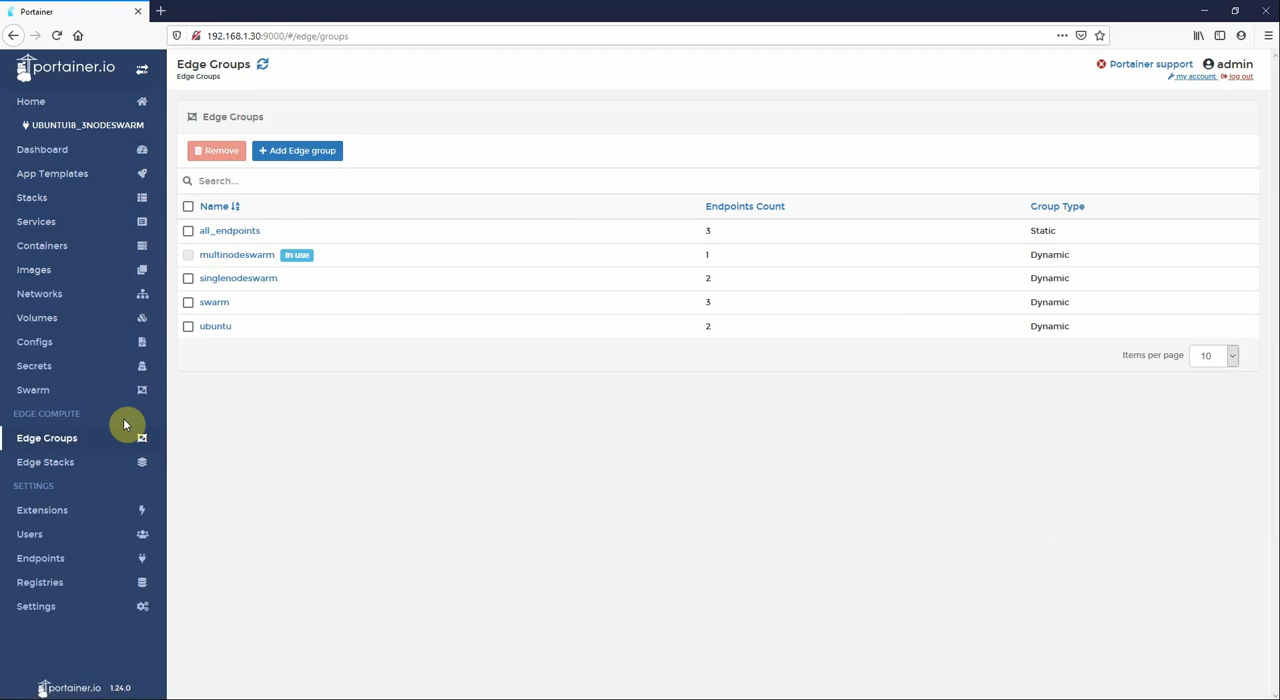 Portainer
192.168.1.30:9000/#/edge/groups
portainer.io
Home
UBUNTU18_3NODESWARM
Dashboard
App Templates
Stacks
Services
Containers
Images
Networks
Volumes
Configs
Secrets
Swarm
EDGE COMPUTE
Edge Groups
Edge Stacks
SETTINGS
Extensions
Users
Endpoints
Registries
Settings
portainer.io 1.24.0
Edge Groups
Edge Groups
Portainer support admin
my account log out
Edge Groups
Remove + Add Edge group
Search...
Name Endpoints Count Group Type
all_endpoints 3 Static
multinodeswarm In use 1 Dynamic
singlenodeswarm 2 Dynamic
swarm 3 Dynamic
ubuntu 2 Dynamic
Items per page 10